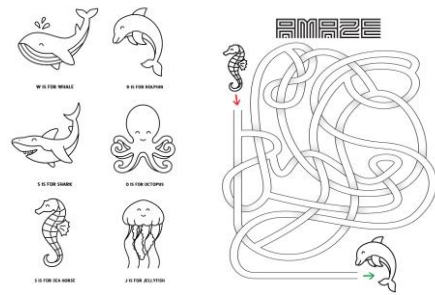 AMAZE
W IS FOR WHALE
D IS FOR DOLPHIN
S IS FOR SHARK
O IS FOR OCTOPUS
S IS FOR SEA HORSE
J IS FOR JELLYFISH